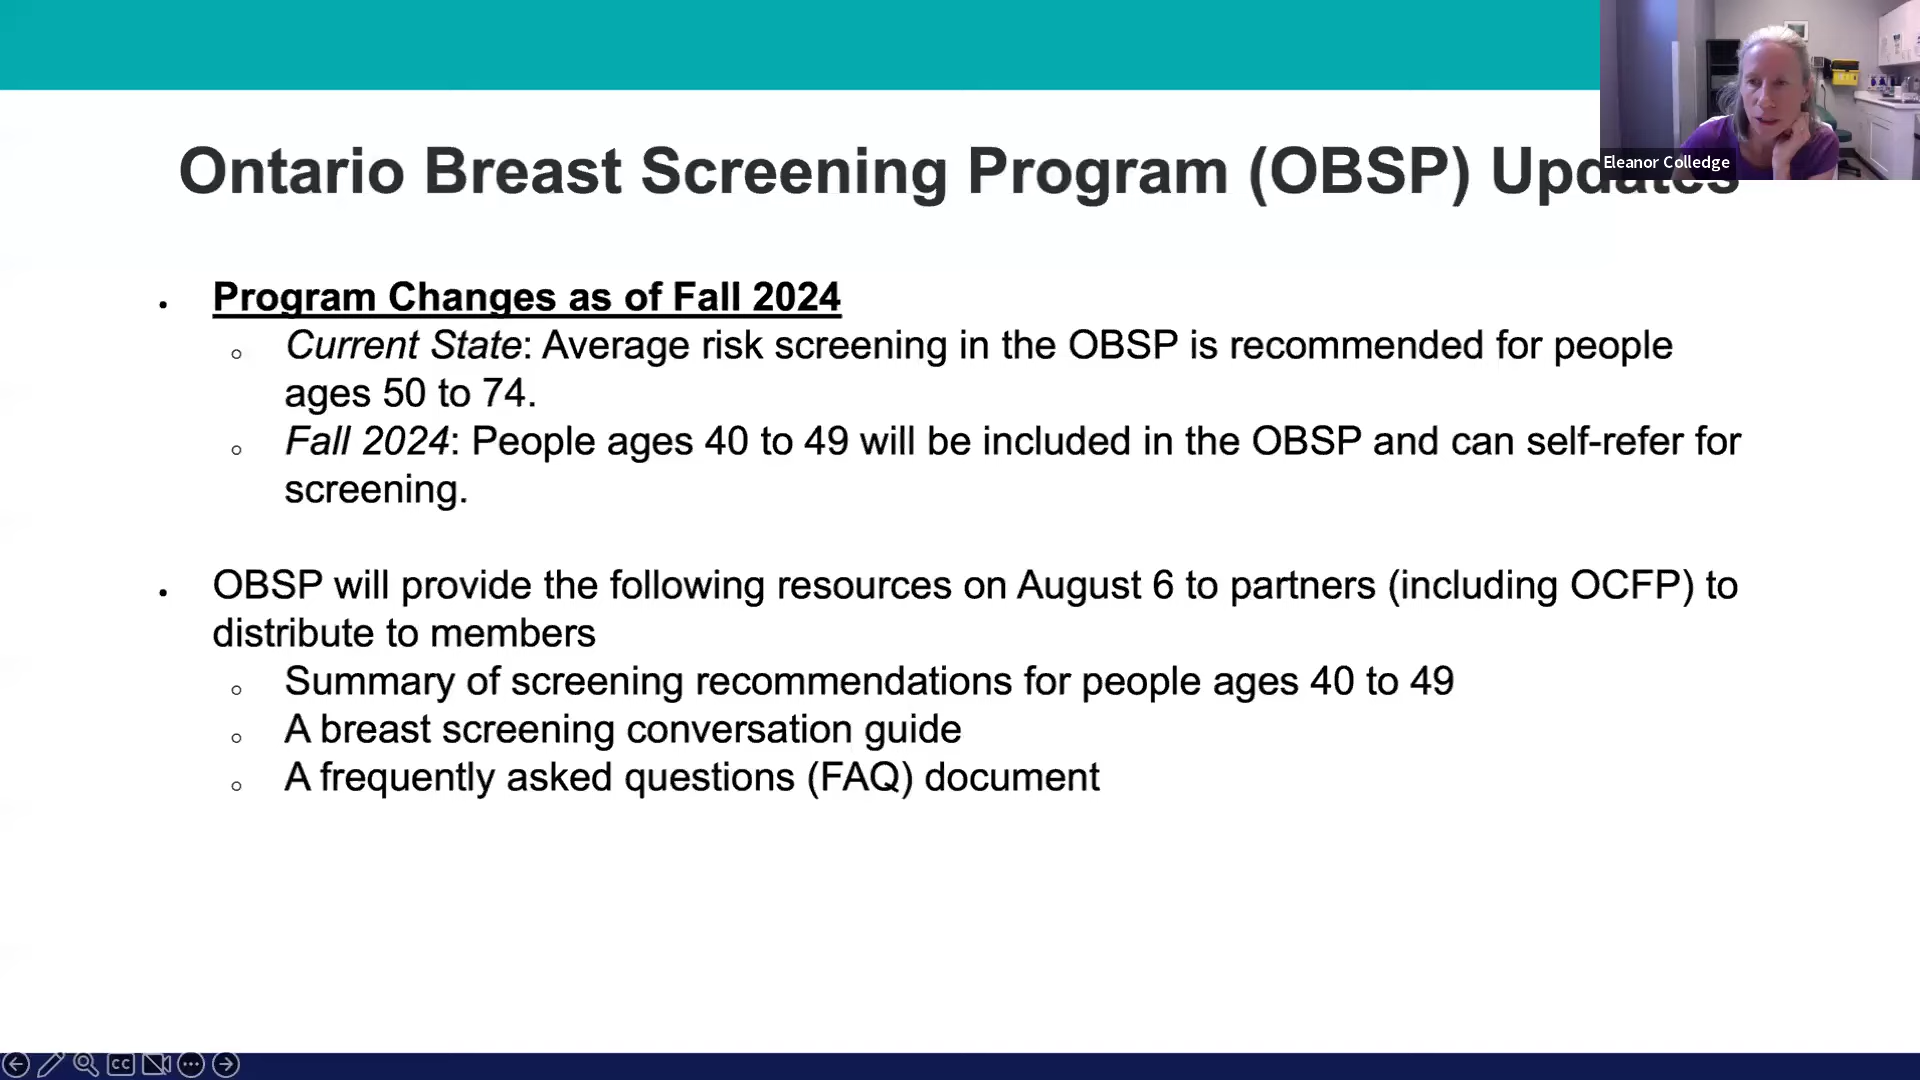 Eleanor Colledge
Ontario Breast Screening Program (OBSP) Updates
Program Changes as of Fall 2024
Current State: Average risk screening in the OBSP is recommended for people
ages 50 to 74.
Fall 2024: People ages 40 to 49 will be included in the OBSP and can self-refer for
screening.
OBSP will provide the following resources on August 6 to partners (including OCFP) to
distribute to members
Summary of screening recommendations for people ages 40 to 49
A breast screening conversation guide
A frequently asked questions (FAQ) document
CC